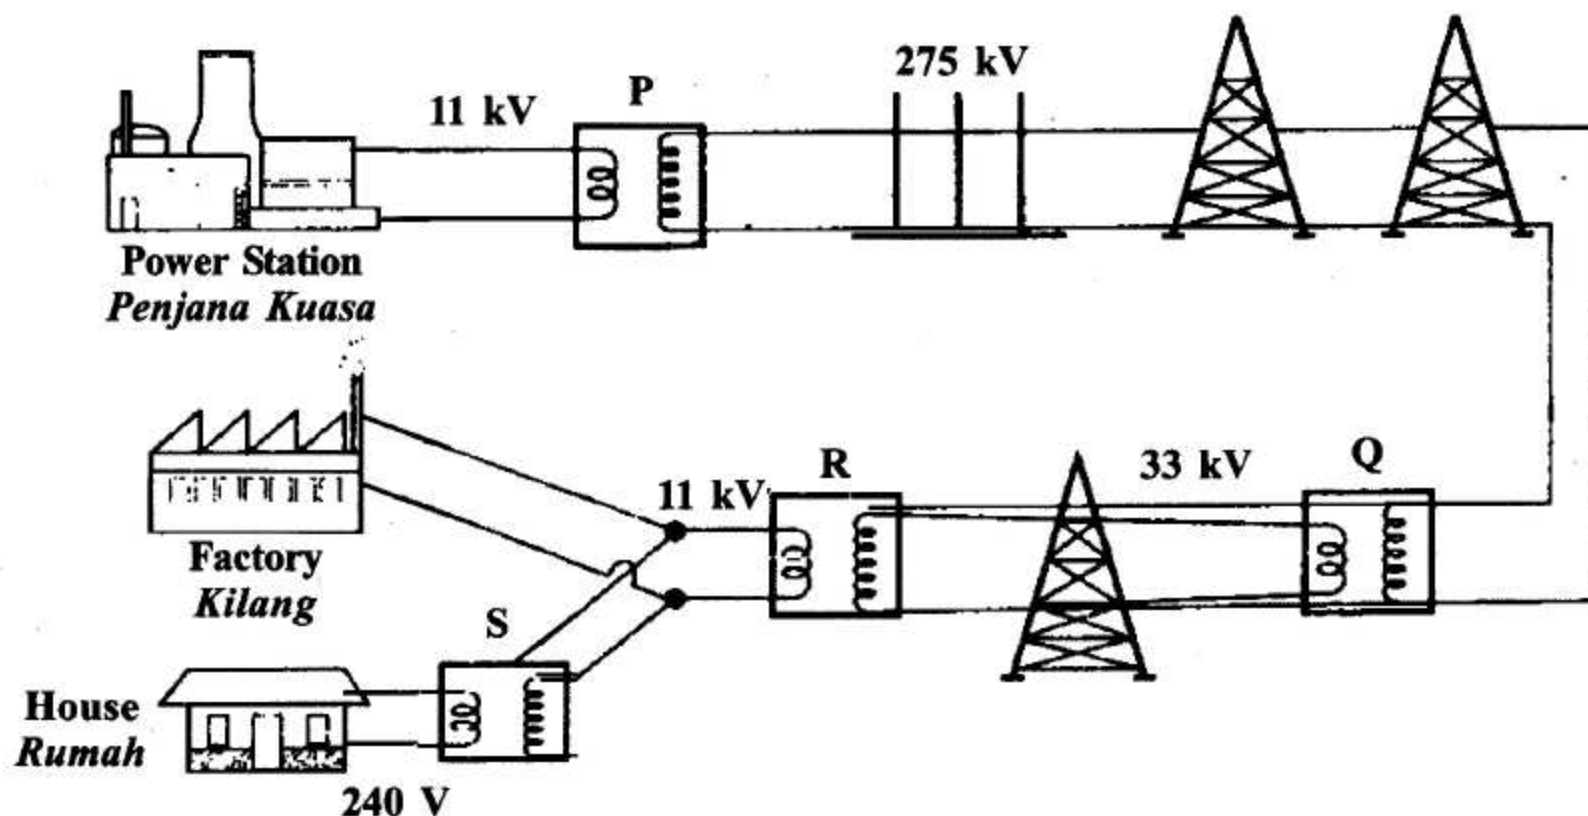 275 kV
11 kV
P
Power Station
Penjana Kuasa
33 kV
Q
R
11 kV
Factory
Kilang
S
House
Rumah
240 V